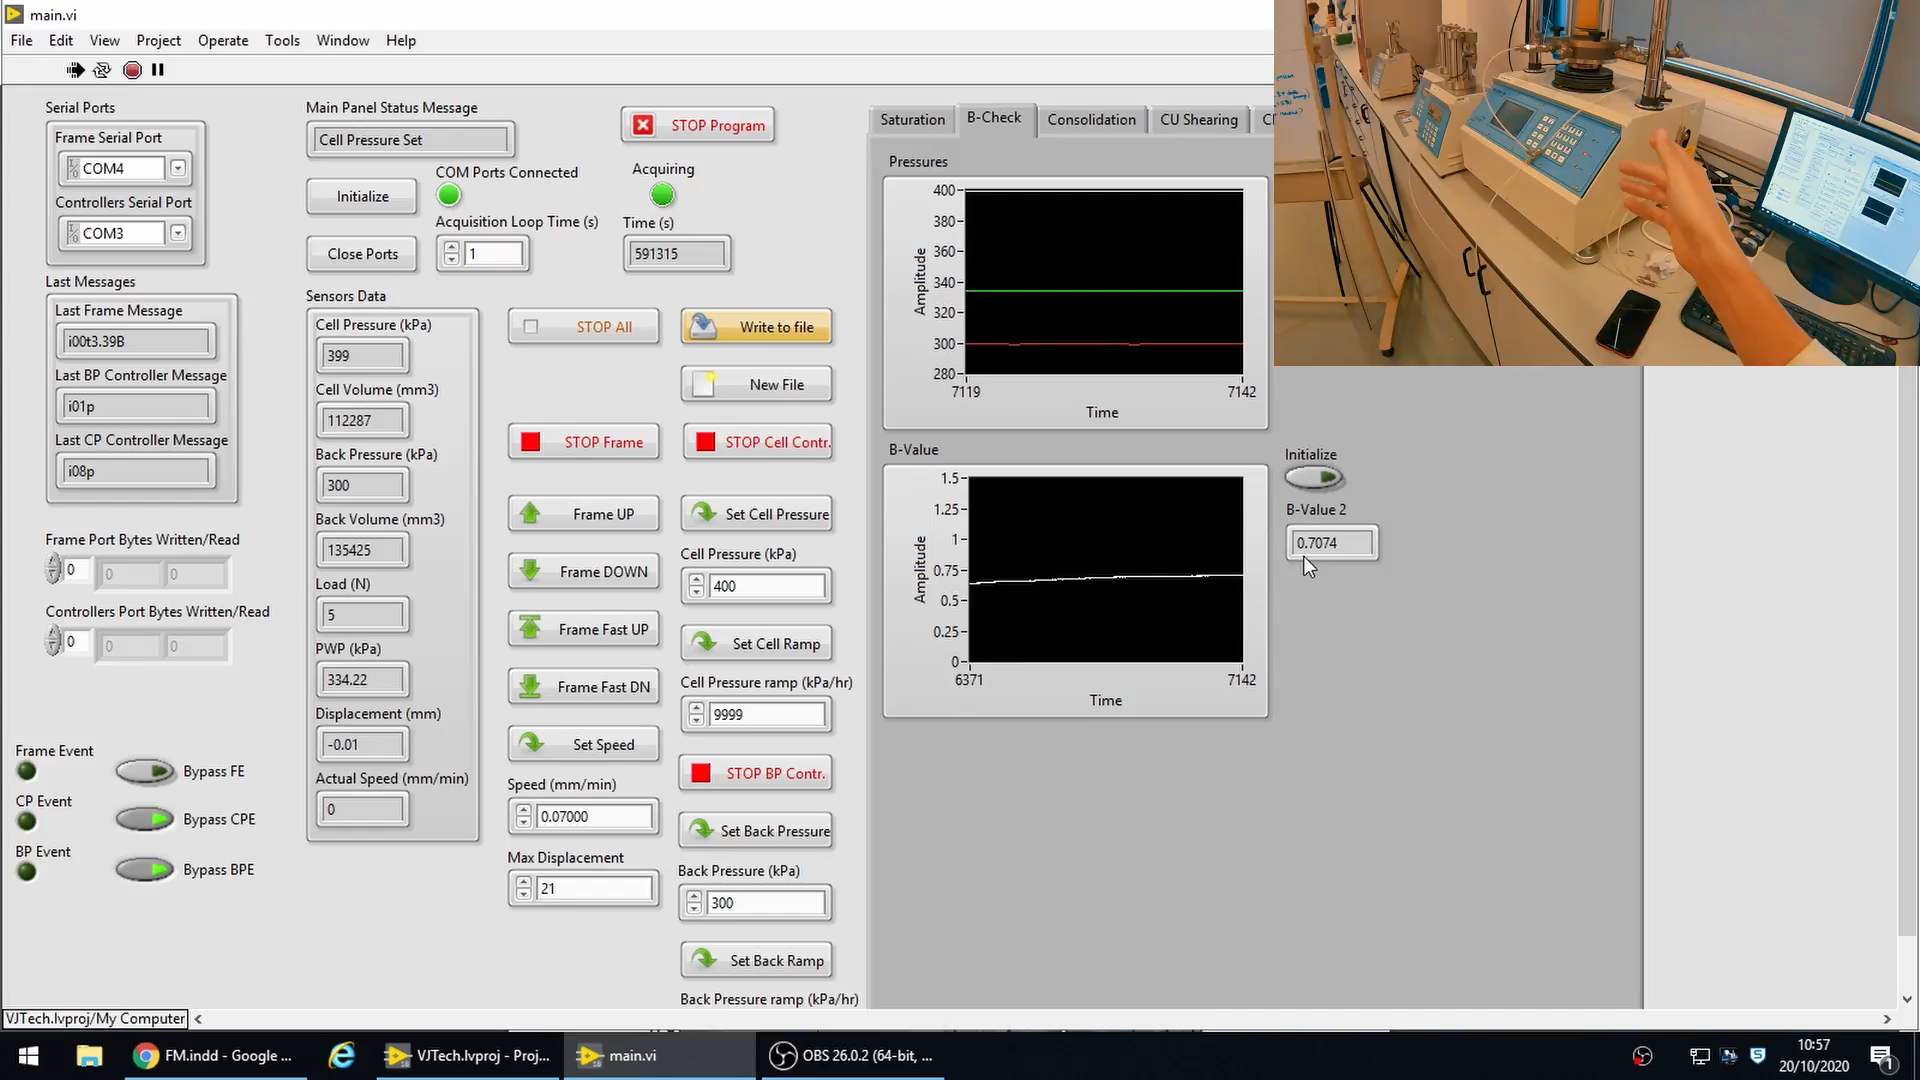 main.vi
File Edit View Project Operate Tools Window Help
Serial Ports
Frame Serial Port
COM4
Controllers Serial Port
COM3
Last Messages
Last Frame Message
i00t3.39B
Last BP Controller Message
i01p
Last CP Controller Message
i08p
Frame Port Bytes Written/Read
0 0 0
Controllers Port Bytes Written/Read
0 0 0
Frame Event
Bypass FE
CP Event
Bypass CPE
BP Event
Bypass BPE
Main Panel Status Message
Cell Pressure Set
STOP Program
Initialize
COM Ports Connected
Acquiring
Close Ports
Acquisition Loop Time (s)
1
Time (s)
591315
Sensors Data
Cell Pressure (kPa)
399
Cell Volume (mm3)
112287
Back Pressure (kPa)
300
Back Volume (mm3)
135425
Load (N)
5
PWP (kPa)
334.22
Displacement (mm)
-0.01
Actual Speed (mm/min)
0
STOP All
STOP Frame
Frame UP
Frame DOWN
Frame Fast UP
Frame Fast DN
Set Speed
Speed (mm/min)
0.07000
Max Displacement
21
Write to file
New File
STOP Cell Contr.
Set Cell Pressure
Cell Pressure (kPa)
400
Set Cell Ramp
Cell Pressure ramp (kPa/hr)
9999
STOP BP Contr.
Set Back Pressure
Back Pressure (kPa)
300
Set Back Ramp
Back Pressure ramp (kPa/hr)
Saturation B-Check Consolidation CU Shearing
Pressures
Amplitude
400
380
360
340
320
300
280
7119 7142
Time
B-Value
Amplitude
1.5
1.25
1
0.75
0.5
0.25
0
6371 7142
Time
Initialize
B-Value 2
0.7074
VJTech.lvproj/My Computer
FM.indd - Google ...
VJTech.lvproj - Proj...
main.vi
OBS 26.0.2 (64-bit, ...
10:57
20/10/2020
1